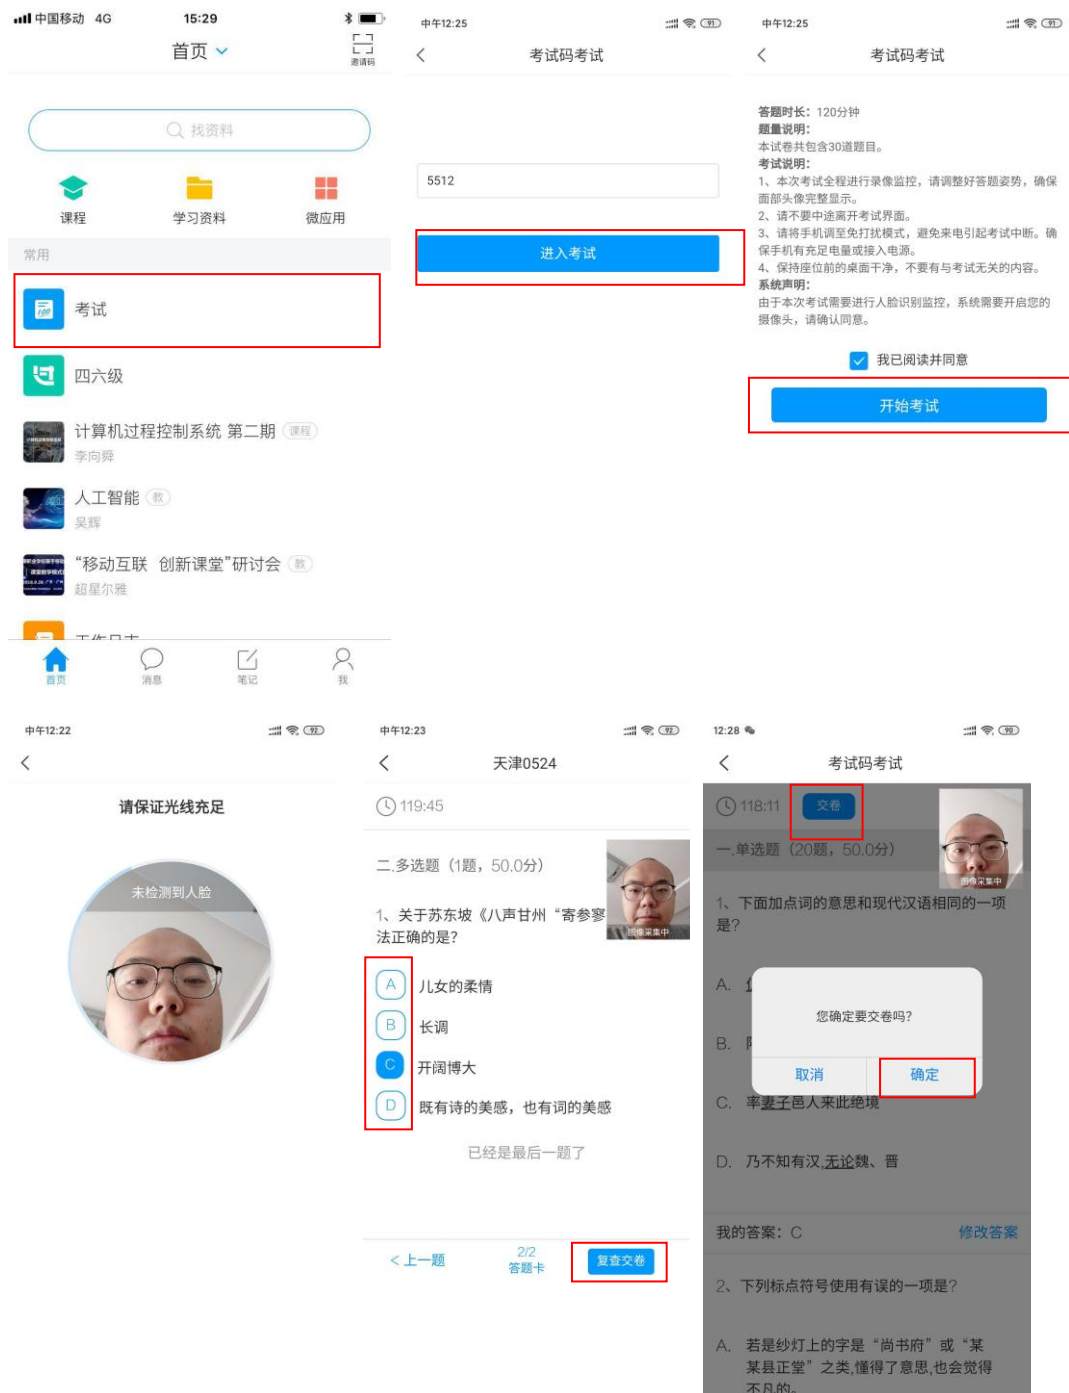 中国移动 4G
15:29
首页
邀请码
找资料
课程
学习资料
微应用
常用
考试
四六级
计算机过程控制系统 第二期 课程
李向舜
人工智能 教
吴辉
“移动互联 创新课堂”研讨会 教
超星尔雅
工作日志
首页
消息
笔记
我
中午12:25
91
考试码考试
5512
进入考试
中午12:25
91
考试码考试
答题时长：120分钟
题量说明：
本试卷共包含30道题目。
考试说明：
1、本次考试全程进行录像监控，请调整好答题姿势，确保
面部头像完整显示。
2、请不要中途离开考试界面。
3、请将手机调至免打扰模式，避免来电引起考试中断。确
保手机有充足电量或接入电源。
4、保持座位前的桌面干净，不要有与考试无关的内容。
系统声明：
由于本次考试需要进行人脸识别监控，系统需要开启您的
摄像头，请确认同意。
我已阅读并同意
开始考试
中午12:22
92
请保证光线充足
未检测到人脸
中午12:23
92
天津0524
119:45
二.多选题（1题，50.0分）
1、关于苏东坡《八声甘州“寄参寥
法正确的是？
图像采集中
A 儿女的柔情
B 长调
C 开阔博大
D 既有诗的美感，也有词的美感
已经是最后一题了
<上一题
2/2
答题卡
复查交卷
12:28
90
考试码考试
118:11
交卷
一.单选题（20题，50.0分）
图像采集中
1、下面加点词的意思和现代汉语相同的一项
是？
A.
您确定要交卷吗？
B.
取消
确定
C. 率妻子邑人来此绝境
D. 乃不知有汉,无论魏、晋
我的答案：C
修改答案
2、下列标点符号使用有误的一项是？
A. 若是纱灯上的字是“尚书府”或“某
某县正堂”之类,懂得了意思,也会觉得
不凡的。